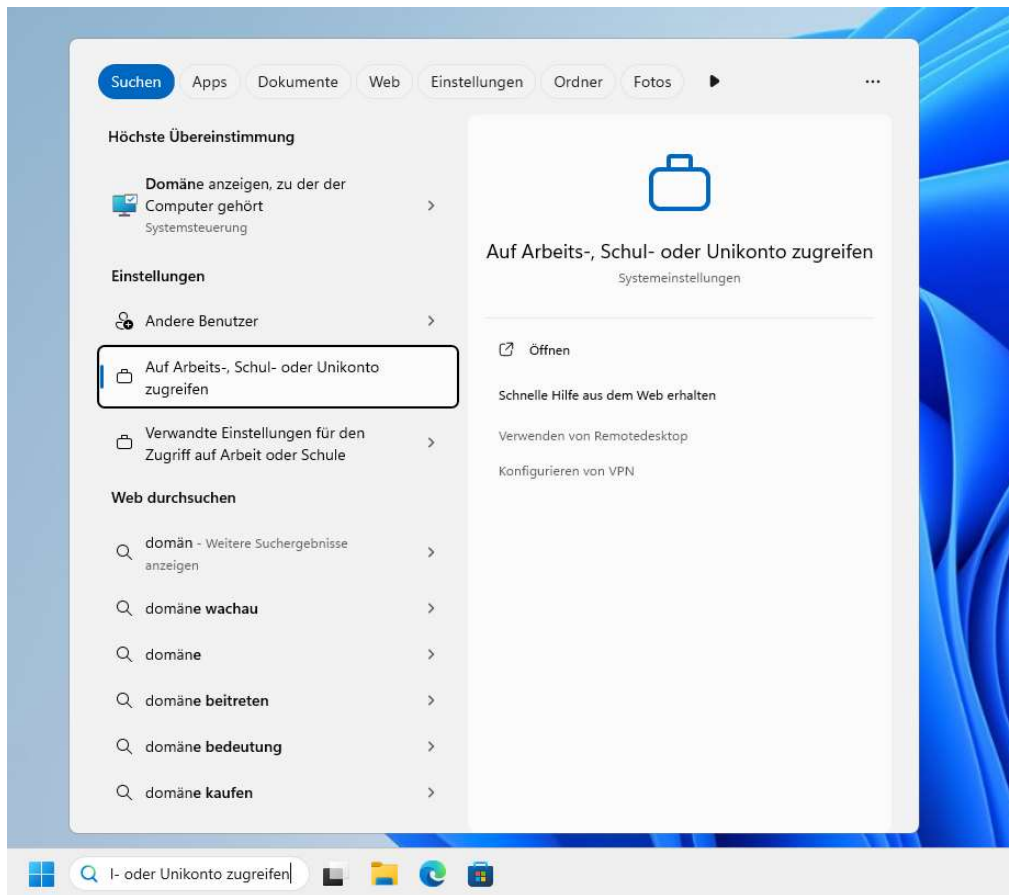 Suchen Apps Dokumente Web Einstellungen Ordner Fotos
Höchste Übereinstimmung
Domäne anzeigen, zu der der
Computer gehört
Systemsteuerung
Einstellungen
Andere Benutzer
Auf Arbeits-, Schul- oder Unikonto
zugreifen
Verwandte Einstellungen für den
Zugriff auf Arbeit oder Schule
Web durchsuchen
domän - Weitere Suchergebnisse
anzeigen
domäne wachau
domäne
domäne beitreten
domäne bedeutung
domäne kaufen
Auf Arbeits-, Schul- oder Unikonto zugreifen
Systemeinstellungen
Öffnen
Schnelle Hilfe aus dem Web erhalten
Verwenden von Remotedesktop
Konfigurieren von VPN
l- oder Unikonto zugreifen